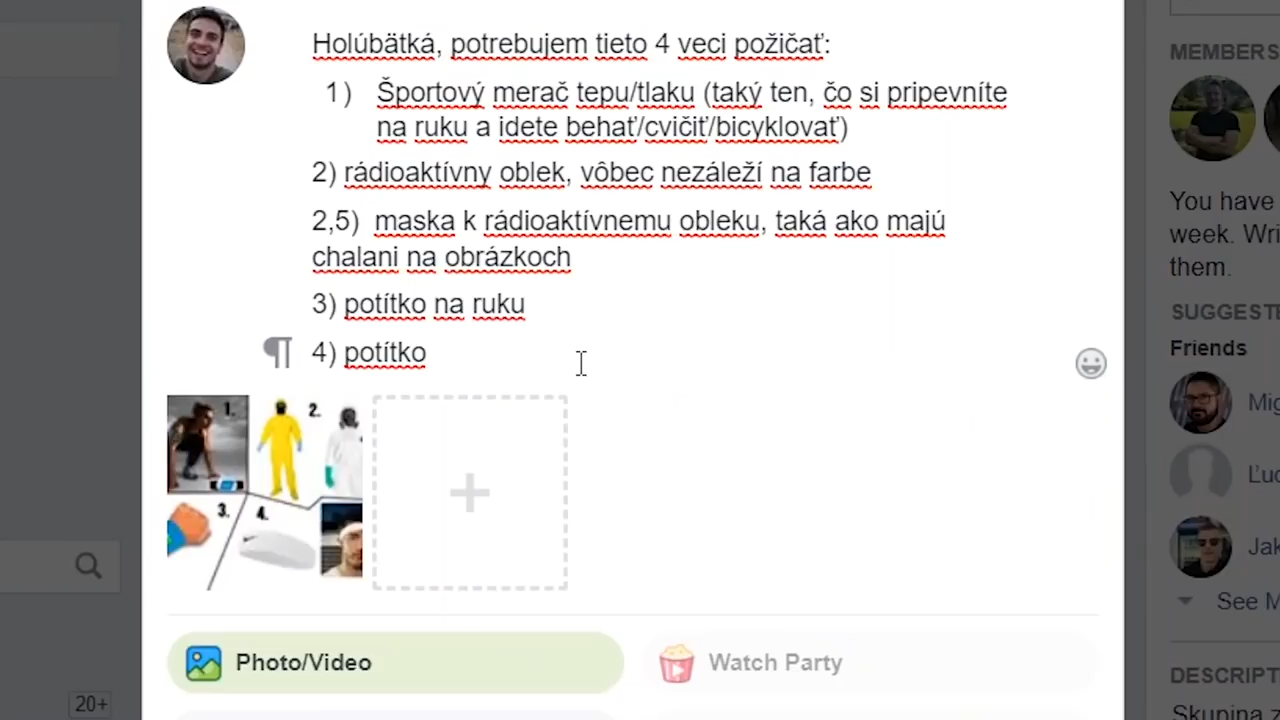 Holúbätká, potrebujem tieto 4 veci požičať:
1) Športový merač tepu/tlaku (taký ten, čo si pripevníte
na ruku a idete behať/cvičiť/bicyklovať)
2) rádioaktívny oblek, vôbec nezáleží na farbe
2,5) maska k rádioaktívnemu obleku, taká ako majú
chalani na obrázkoch
3) potítko na ruku
4) potítko
1.
2.
3.
4.
Photo/Video
Watch Party
20+
MEMBERS
You have
week. Wri
them.
SUGGESTE
Friends
Mig
Ľuc
Jak
See M
DESCRIPT
Skupina z